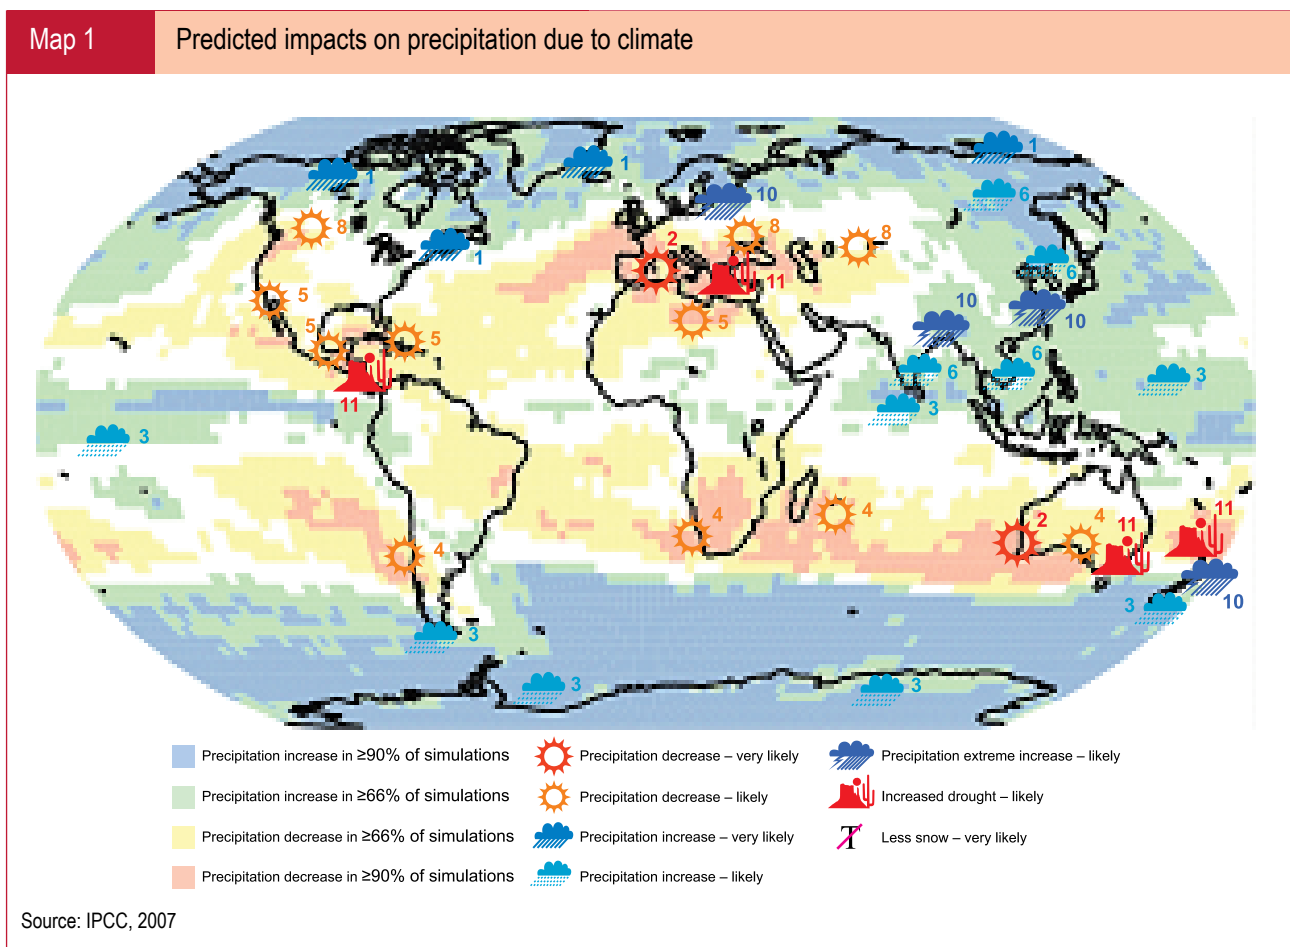 Map 1
Predicted impacts on precipitation due to climate
1
1
1
1
10
6
8
2
8
8
6
11
5
10
10
5
5
5
6
6
3
11
3
3
4
4
2
4
11
11
4
10
3
3
3
3
Precipitation increase in ≥90% of simulations
Precipitation increase in ≥66% of simulations
Precipitation decrease in ≥66% of simulations
Precipitation decrease in ≥90% of simulations
Precipitation decrease – very likely
Precipitation decrease – likely
Precipitation increase – very likely
Precipitation increase – likely
Precipitation extreme increase – likely
Increased drought – likely
T
Less snow – very likely
Source: IPCC, 2007